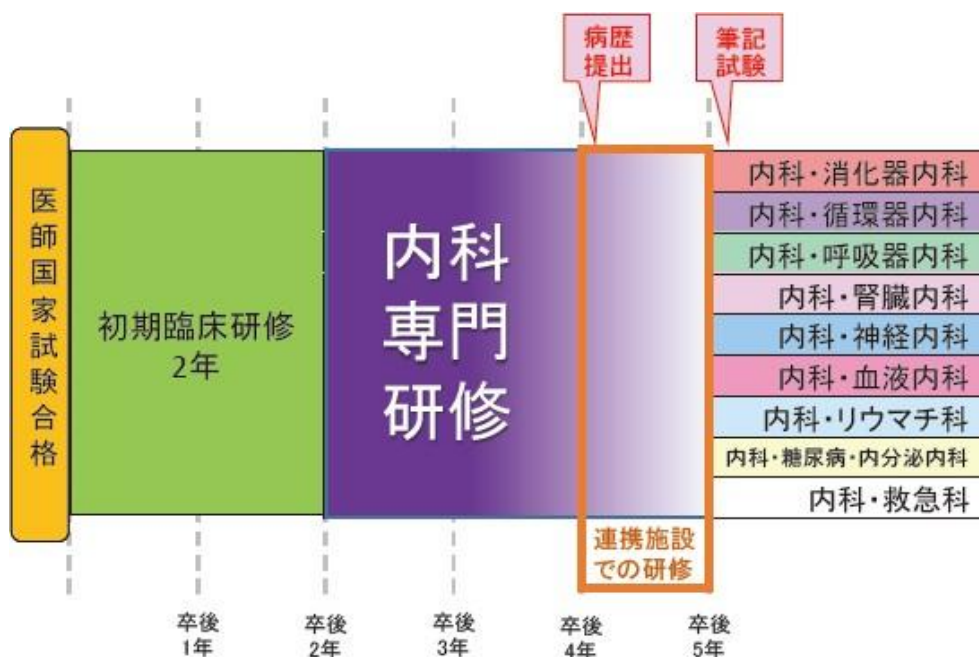 病歴
提出
筆記
試験
医師国家試験合格
初期臨床研修
2年
内科
専門
研修
内科・消化器内科
内科・循環器内科
内科・呼吸器内科
内科・腎臓内科
内科・神経内科
内科・血液内科
内科・リウマチ科
内科・糖尿病・内分泌内科
内科・救急科
連携施設
での研修
卒後
1年
卒後
2年
卒後
3年
卒後
4年
卒後
5年